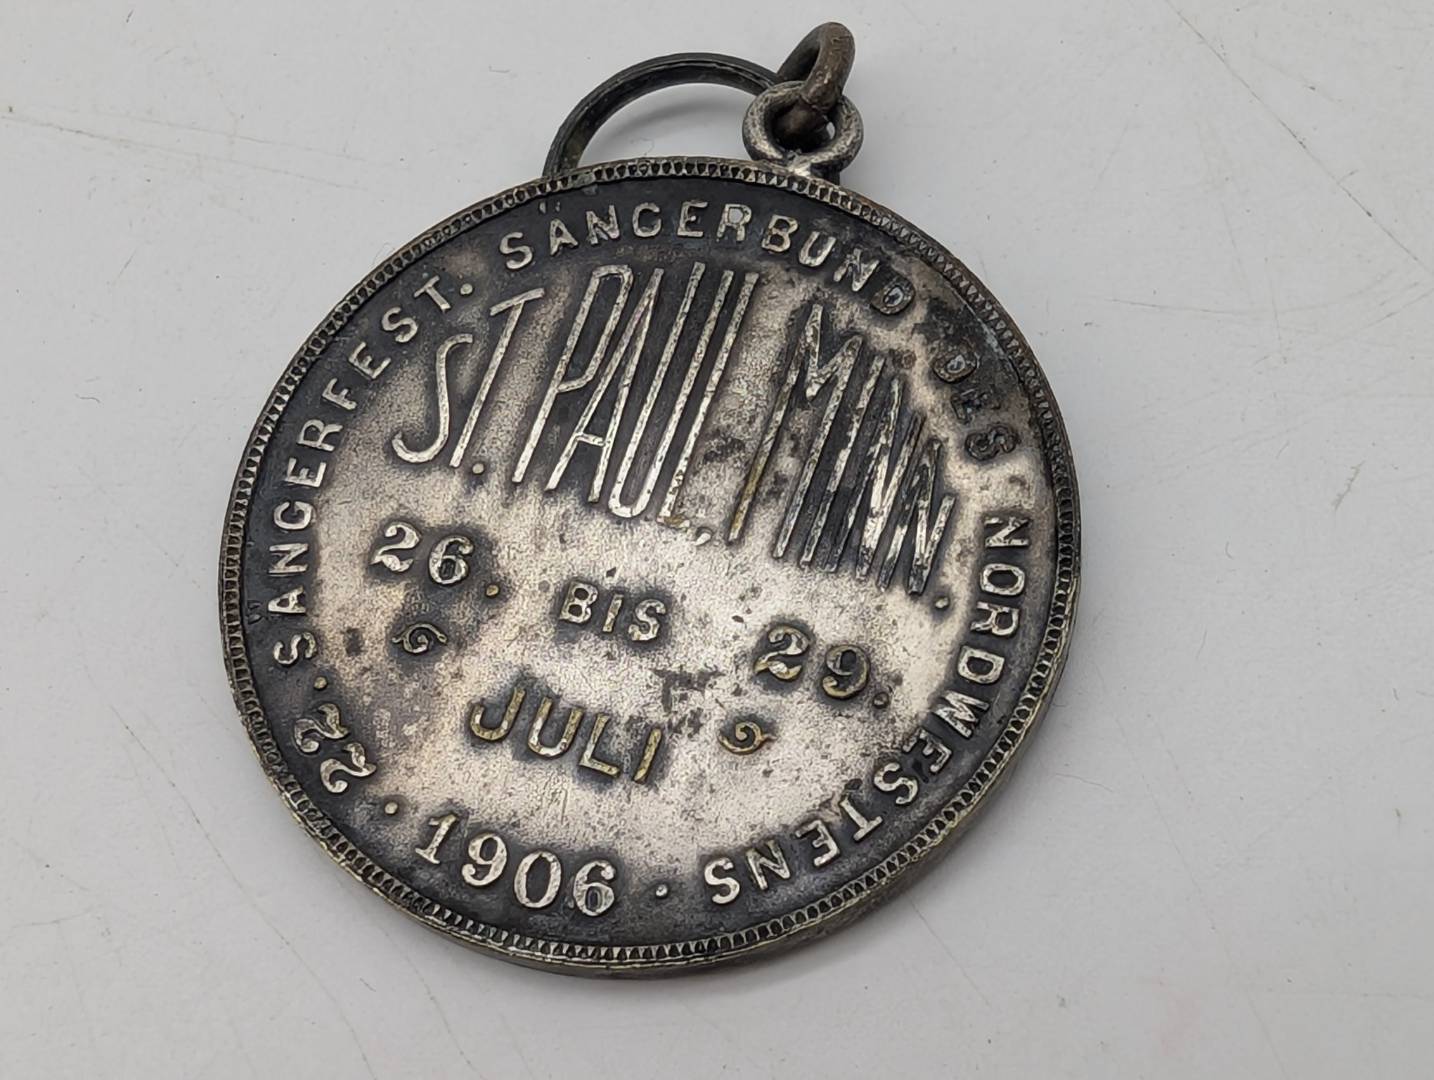 22. SÄNGERFEST. SÄNGERBUND DES NORDWESTENS
ST. PAUL, MINN.
26. BIS 29.
JULI
· 1906 ·